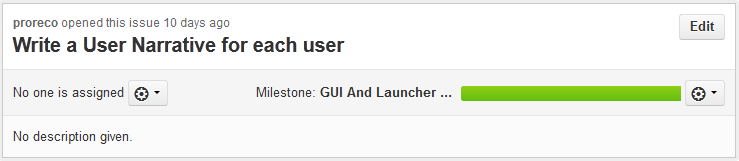 proreco opened this issue 10 days ago
Edit
Write a User Narrative for each user
No one is assigned
Milestone: GUI And Launcher ...
No description given.